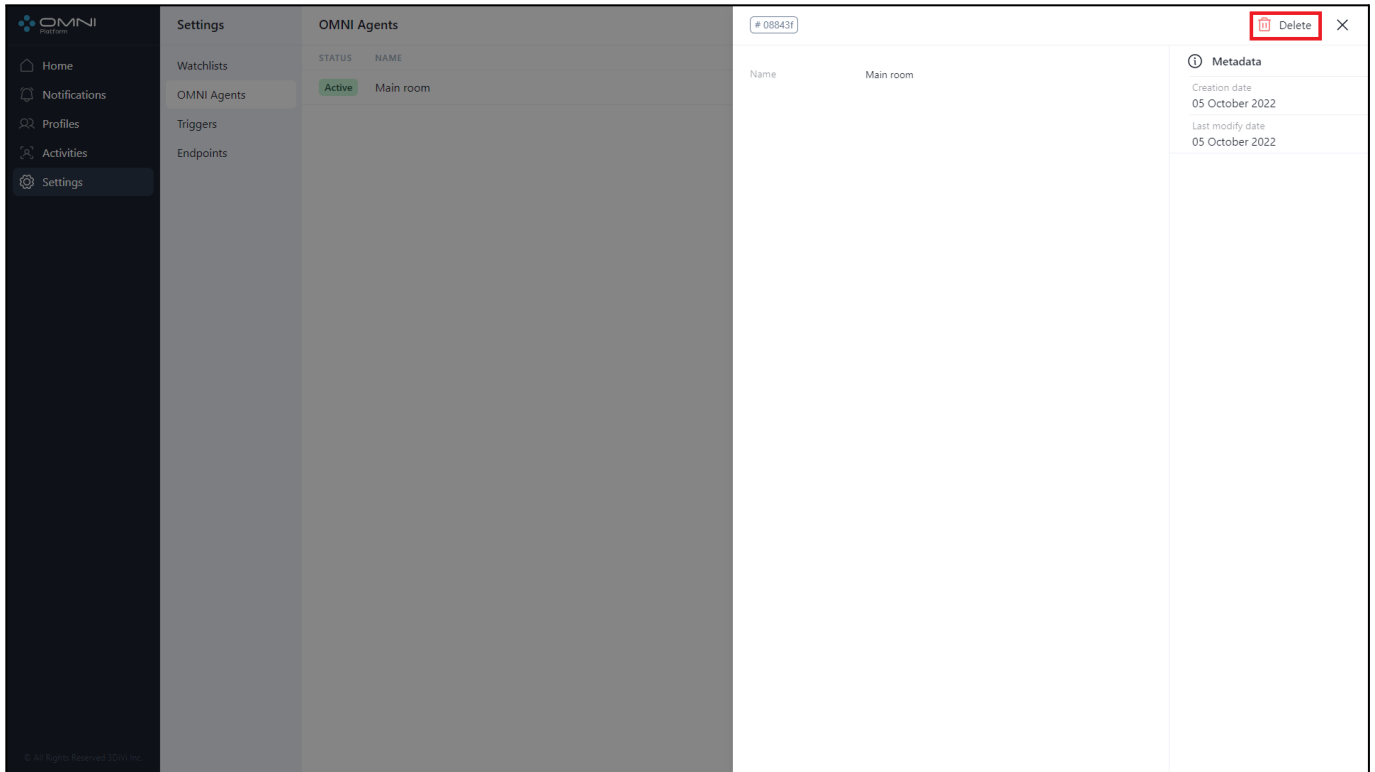 OMNI
Platform
Home
Notifications
Profiles
Activities
Settings
© All Rights Reserved 3DiVi Inc.
Settings
Watchlists
OMNI Agents
Triggers
Endpoints
OMNI Agents
STATUS NAME
Active Main room
# 08843f
Delete
Name Main room
Metadata
Creation date
05 October 2022
Last modify date
05 October 2022